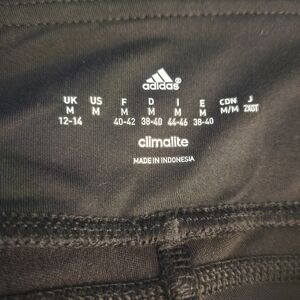 adidas®
UK US F D I E CDN J
M M M M M M M/M 2XOT
12-14 40-42 38-40 44-46 38-40
climalite
MADE IN INDONESIA